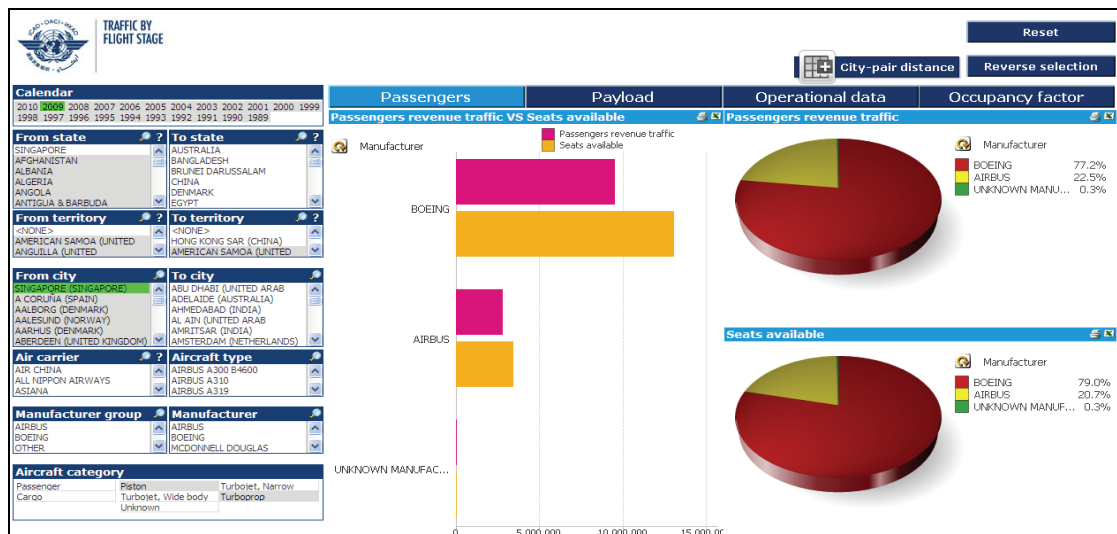 ICAO · OACI · ИКАО
TRAFFIC BY
FLIGHT STAGE
Reset
City-pair distance
Reverse selection
Calendar
2010 2009 2008 2007 2006 2005 2004 2003 2002 2001 2000 1999
1998 1997 1996 1995 1994 1993 1992 1991 1990 1989
From state ?
SINGAPORE
AFGHANISTAN
ALBANIA
ALGERIA
ANGOLA
ANTIGUA & BARBUDA
To state ?
AUSTRALIA
BANGLADESH
BRUNEI DARUSSALAM
CHINA
DENMARK
EGYPT
From territory ?
<NONE>
AMERICAN SAMOA (UNITED
ANGUILLA (UNITED
To territory ?
<NONE>
HONG KONG SAR (CHINA)
AMERICAN SAMOA (UNITED
From city
SINGAPORE (SINGAPORE)
A CORUÑA (SPAIN)
AALBORG (DENMARK)
AALESUND (NORWAY)
AARHUS (DENMARK)
ABERDEEN (UNITED KINGDOM)
To city
ABU DHABI (UNITED ARAB
ADELAIDE (AUSTRALIA)
AHMEDABAD (INDIA)
AL AIN (UNITED ARAB
AMRITSAR (INDIA)
AMSTERDAM (NETHERLANDS)
Air carrier ?
AIR CHINA
ALL NIPPON AIRWAYS
ASIANA
Aircraft type
AIRBUS A300 B4600
AIRBUS A310
AIRBUS A319
Manufacturer group
AIRBUS
BOEING
OTHER
Manufacturer
AIRBUS
BOEING
MCDONNELL DOUGLAS
Aircraft category
Passenger Piston Turbojet, Narrow
Cargo Turbojet, Wide body Turboprop
Unknown
Passengers
Payload
Operational data
Occupancy factor
Passengers revenue traffic VS Seats available
Manufacturer
Passengers revenue traffic
Seats available
BOEING
AIRBUS
UNKNOWN MANUFAC...
0 5,000,000 10,000,000 15,000,00
Passengers revenue traffic
Manufacturer
BOEING 77.2%
AIRBUS 22.5%
UNKNOWN MANU... 0.3%
Seats available
Manufacturer
BOEING 79.0%
AIRBUS 20.7%
UNKNOWN MANUF... 0.3%